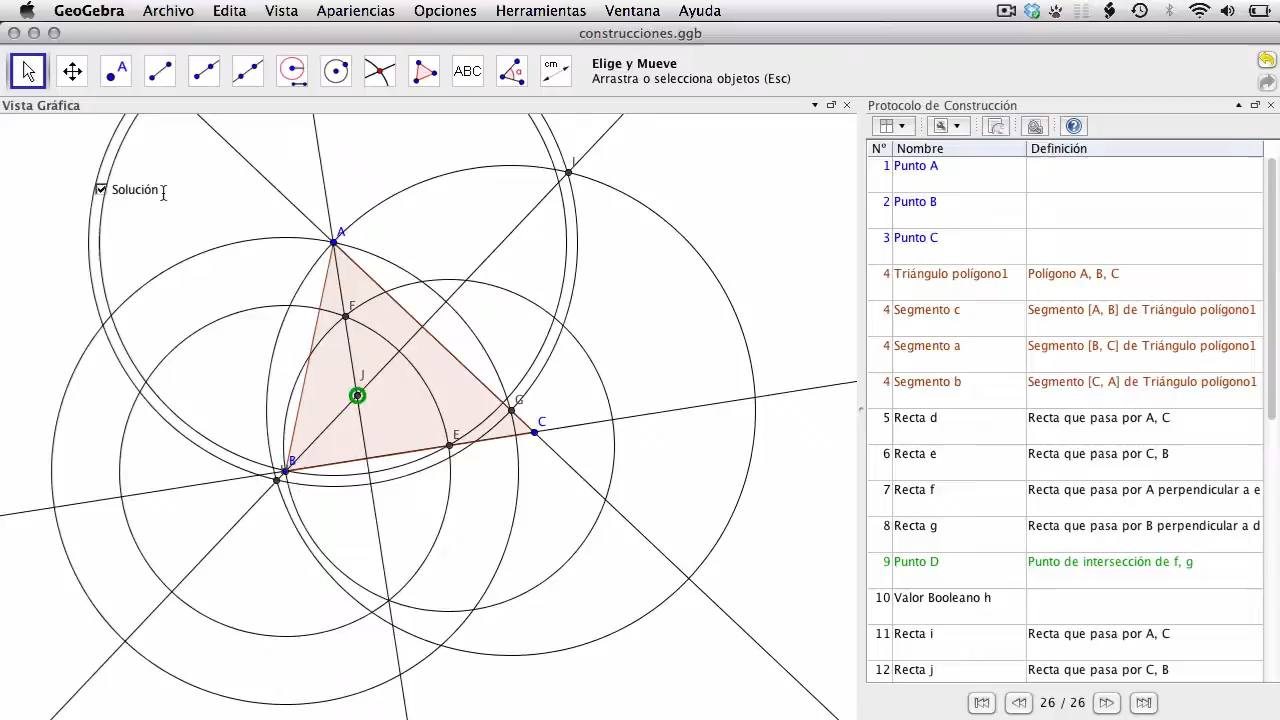 GeoGebra Archivo Edita Vista Apariencias Opciones Herramientas Ventana Ayuda
construcciones.ggb
A
ABC
α
cm
Elige y Mueve
Arrastra o selecciona objetos (Esc)
Vista Gráfica
Protocolo de Construcción
Nº Nombre Definición
1 Punto A
2 Punto B
3 Punto C
4 Triángulo polígono1 Polígono A, B, C
4 Segmento c Segmento [A, B] de Triángulo polígono1
4 Segmento a Segmento [B, C] de Triángulo polígono1
4 Segmento b Segmento [C, A] de Triángulo polígono1
5 Recta d Recta que pasa por A, C
6 Recta e Recta que pasa por C, B
7 Recta f Recta que pasa por A perpendicular a e
8 Recta g Recta que pasa por B perpendicular a d
9 Punto D Punto de intersección de f, g
10 Valor Booleano h
11 Recta i Recta que pasa por A, C
12 Recta j Recta que pasa por C, B
26 / 26
Solución
A
F
J
G
C
E
B